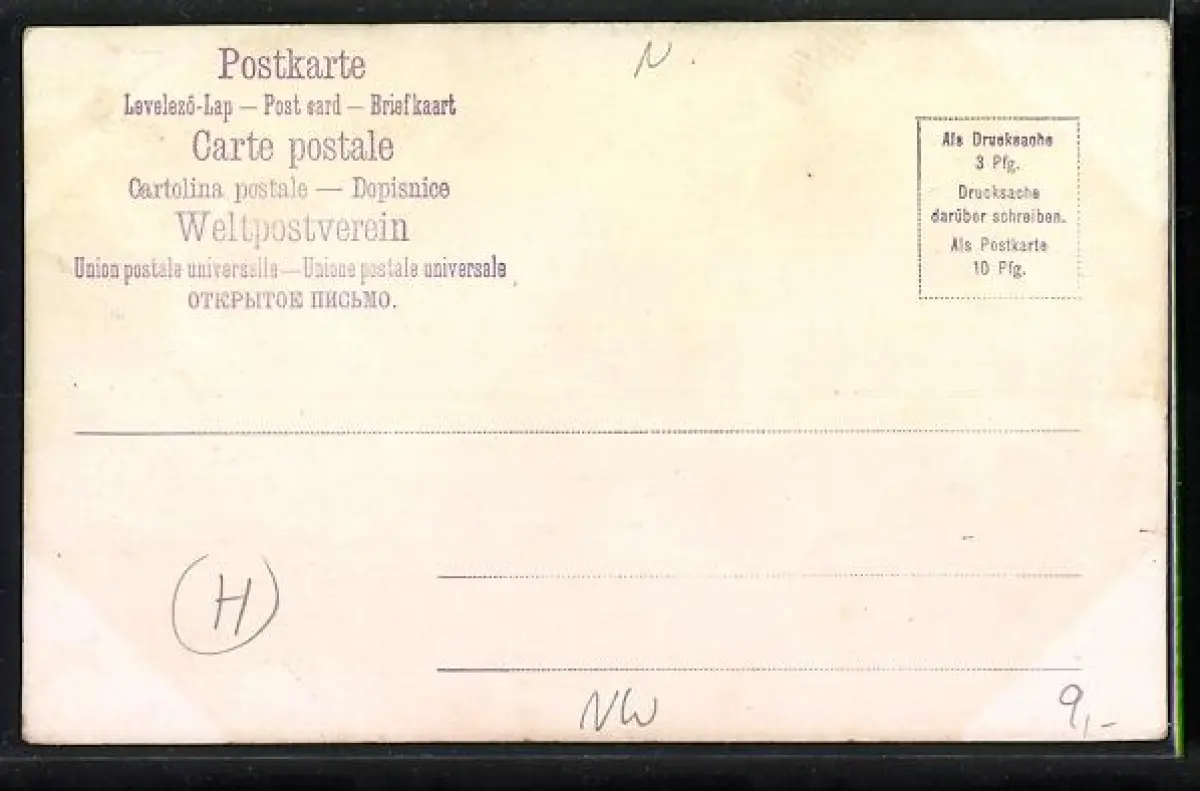 Postkarte
Levelező-Lap — Post card — Briefkaart
Carte postale
Cartolina postale — Dopisnice
Weltpostverein
Union postale universelle — Unione postale universale
ОТКРЫТОЕ ПИСЬМО.
N.
Als Drucksache
3 Pfg.
Drucksache
darüber schreiben.
Als Postkarte
10 Pfg.
H
NW
9,-